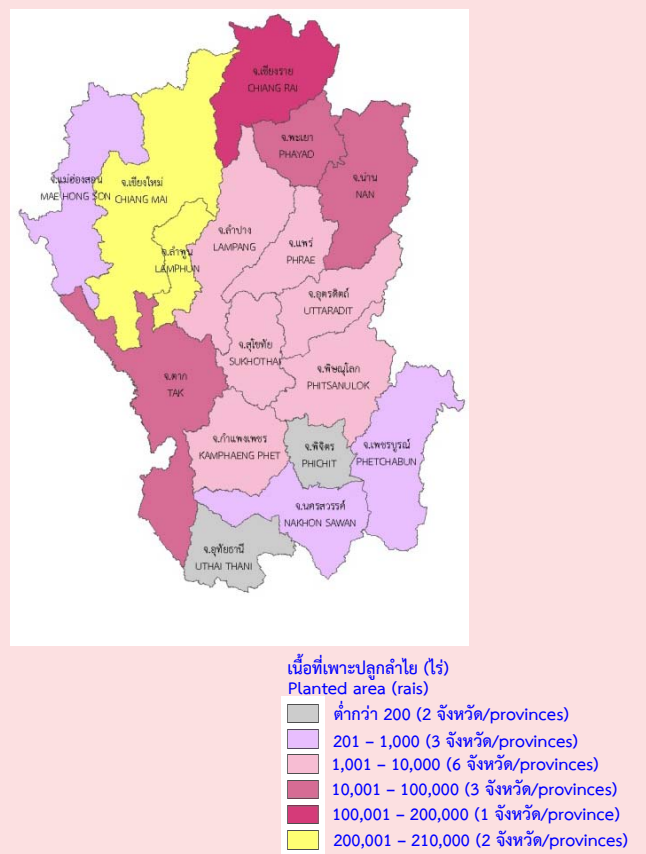 จ.เชียงราย
CHIANG RAI
จ.พะเยา
PHAYAO
จ.น่าน
NAN
จ.แม่ฮ่องสอน
MAE HONG SON
จ.เชียงใหม่
CHIANG MAI
จ.ลำปาง
LAMPANG
จ.แพร่
PHRAE
จ.ลำพูน
LAMPHUN
จ.อุตรดิตถ์
UTTARADIT
จ.สุโขทัย
SUKHOTHAI
จ.พิษณุโลก
PHITSANULOK
จ.ตาก
TAK
จ.กำแพงเพชร
KAMPHAENG PHET
จ.พิจิตร
PHICHIT
จ.เพชรบูรณ์
PHETCHABUN
จ.นครสวรรค์
NAKHON SAWAN
จ.อุทัยธานี
UTHAI THANI
เนื้อที่เพาะปลูกลำไย (ไร่)
Planted area (rais)
ต่ำกว่า 200 (2 จังหวัด/provinces)
201 – 1,000 (3 จังหวัด/provinces)
1,001 – 10,000 (6 จังหวัด/provinces)
10,001 – 100,000 (3 จังหวัด/provinces)
100,001 – 200,000 (1 จังหวัด/province)
200,001 – 210,000 (2 จังหวัด/provinces)